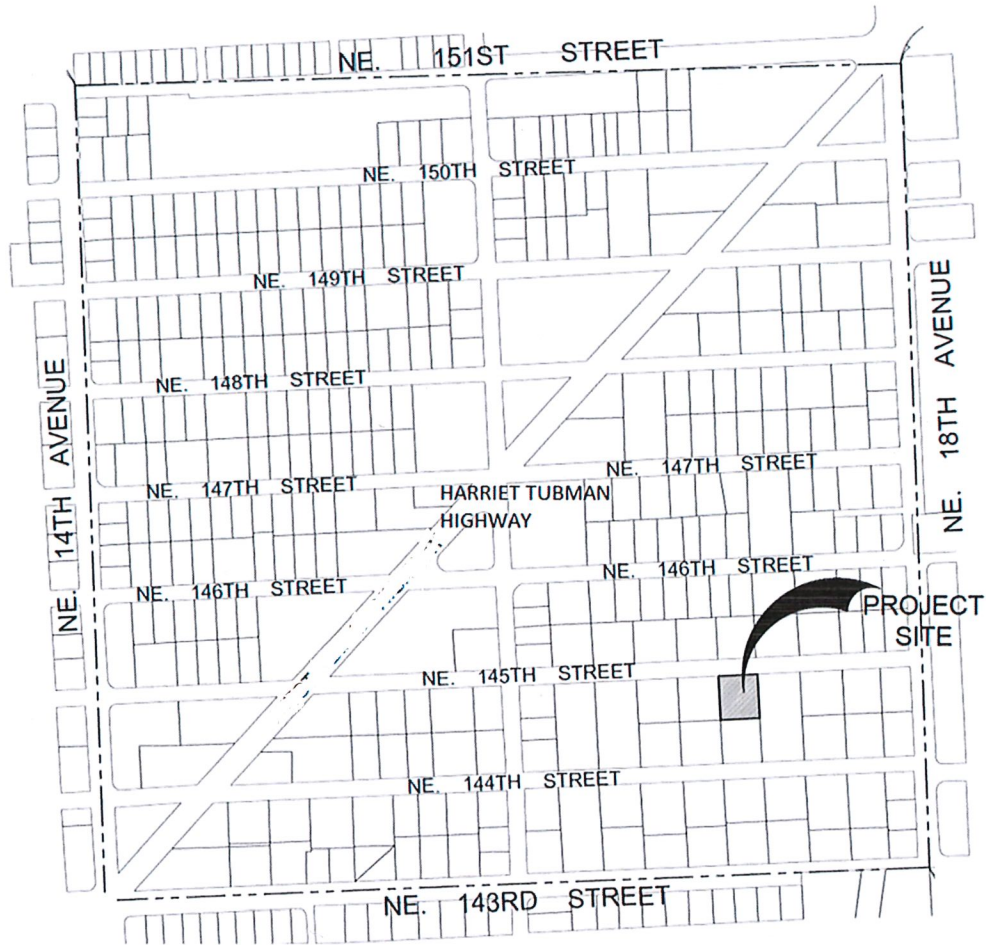 NE. 151ST STREET
NE. 150TH STREET
NE. 149TH STREET
NE. 148TH STREET
NE. 14TH AVENUE
NE. 18TH AVENUE
NE. 147TH STREET
NE. 147TH STREET
HARRIET TUBMAN
HIGHWAY
NE. 146TH STREET
NE. 146TH STREET
PROJECT
SITE
NE. 145TH STREET
NE. 144TH STREET
NE. 143RD STREET